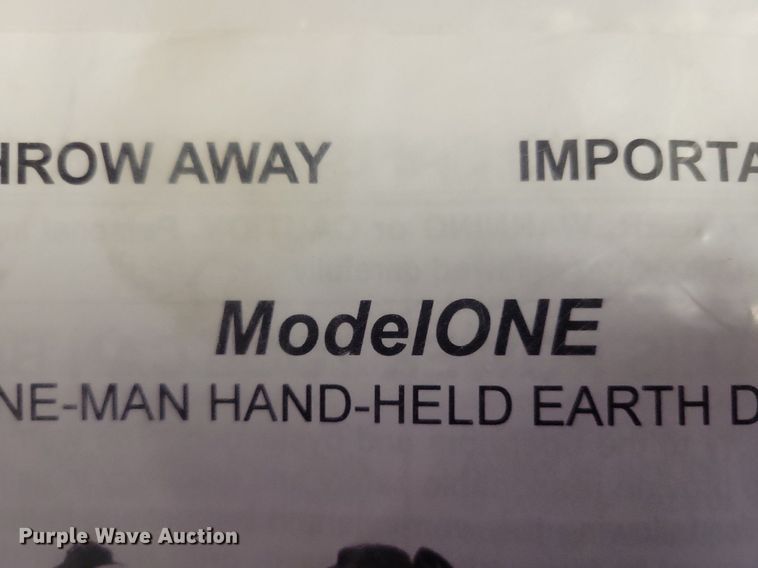 HROW AWAY IMPORTA
ModelONE
NE-MAN HAND-HELD EARTH D
Purple Wave Auction